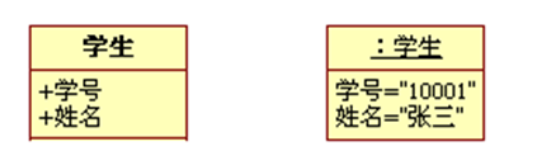 学生
+学号
+姓名
：学生
学号="10001"
姓名="张三"